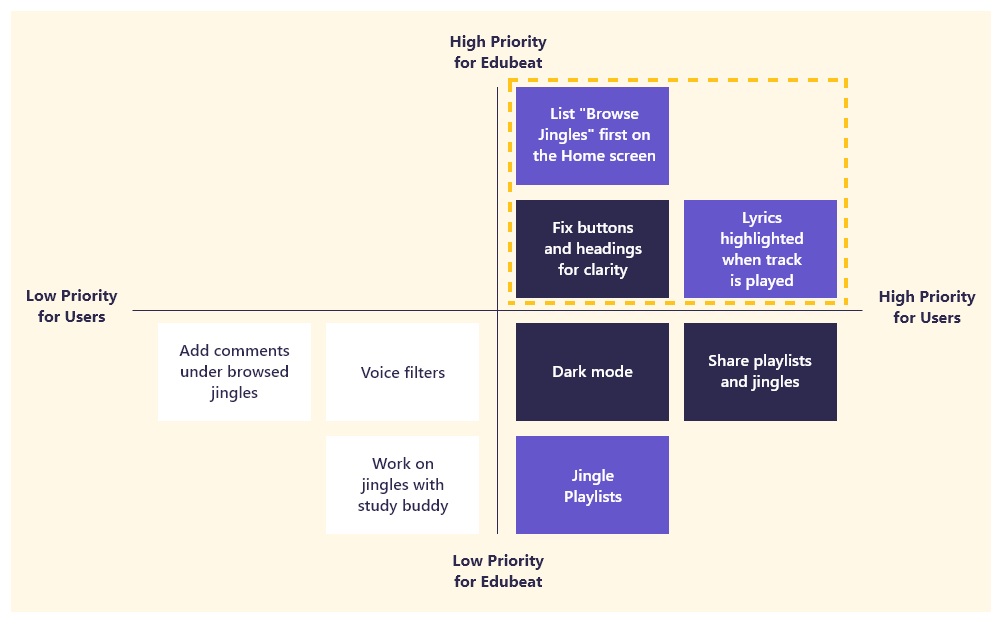 High Priority
for Edubeat
List "Browse
Jingles" first on
the Home screen
Fix buttons
and headings
for clarity
Lyrics
highlighted
when track
is played
Low Priority
for Users
High Priority
for Users
Add comments
under browsed
jingles
Voice filters
Dark mode
Share playlists
and jingles
Work on
jingles with
study buddy
Jingle
Playlists
Low Priority
for Edubeat